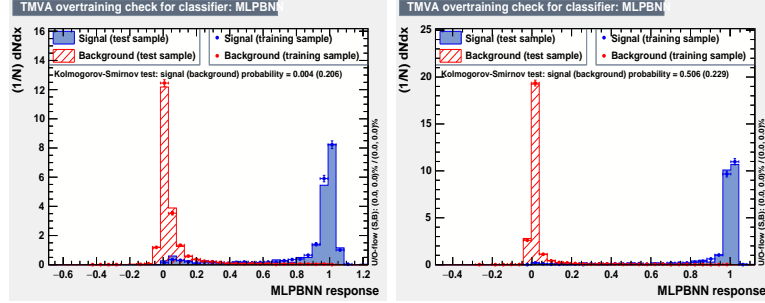 TMVA overtraining check for classifier: MLPBNN
(1/N) dN/dx
16
14
12
10
8
6
4
2
0
Signal (test sample)
Background (test sample)
Signal (training sample)
Background (training sample)
Kolmogorov-Smirnov test: signal (background) probability = 0.004 (0.206)
−0.6 −0.4 −0.2 0 0.2 0.4 0.6 0.8 1 1.2
MLPBNN response
U/O-flow (S,B): (0.0, 0.0)% / (0.0, 0.0)%
TMVA overtraining check for classifier: MLPBNN
(1/N) dN/dx
25
20
15
10
5
0
Signal (test sample)
Background (test sample)
Signal (training sample)
Background (training sample)
Kolmogorov-Smirnov test: signal (background) probability = 0.506 (0.229)
−0.4 −0.2 0 0.2 0.4 0.6 0.8 1
MLPBNN response
U/O-flow (S,B): (0.0, 0.0)% / (0.0, 0.0)%